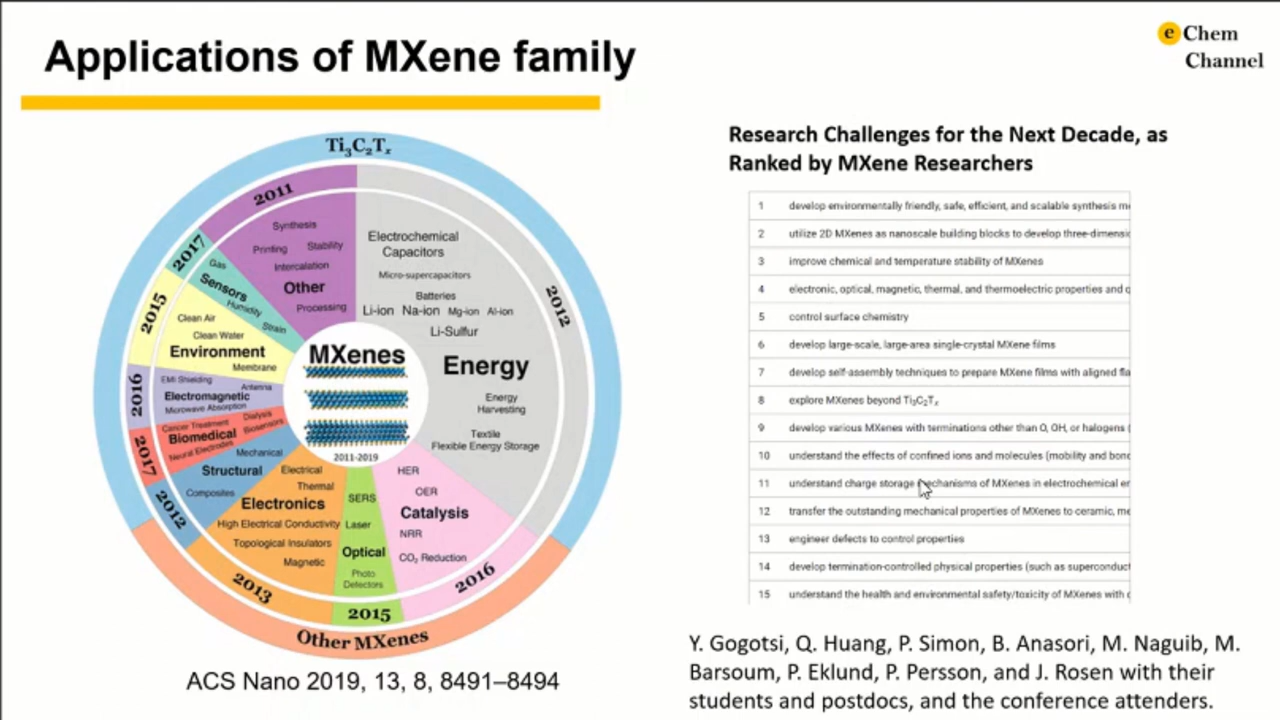 Applications of MXene family
e Chem
Channel
Ti₃C₂Tₓ
2011
2012
2016
2015
2013
2012
2017
2016
2015
2017
Other MXenes
Synthesis
Printing Stability
Intercalation
Other
Processing
Electrochemical
Capacitors
Micro-supercapacitors
Batteries
Li-ion Na-ion Mg-ion Al-ion
Li-Sulfur
Energy
Energy
Harvesting
Textile
Flexible Energy Storage
HER
OER
Catalysis
NRR
CO₂ Reduction
SERS
Laser
Optical
Photo
Detectors
Electrical
Thermal
Electronics
High Electrical Conductivity
Topological Insulators
Magnetic
Mechanical
Structural
Composites
Cancer Treatment Dialysis
Biomedical Biosensors
Neural Electrodes
EMI Shielding
Antenna
Electromagnetic
Microwave Absorption
Clean Air
Clean Water
Environment
Membrane
Gas
Sensors
Humidity
Strain
MXenes
2011-2019
ACS Nano 2019, 13, 8, 8491–8494
Research Challenges for the Next Decade, as
Ranked by MXene Researchers
1 develop environmentally friendly, safe, efficient, and scalable synthesis
2 utilize 2D MXenes as nanoscale building blocks to develop
3 improve chemical and temperature stability of MXenes
4 electronic, optical, magnetic, thermal, and thermoelectric properties and
5 control surface chemistry
6 develop large-scale, large-area single-crystal MXene films
7 develop self-assembly techniques to prepare MXene films with aligned
8 explore MXenes beyond Ti₃C₂Tₓ
9 develop various MXenes with terminations other than O, OH, or halogens
10 understand the effects of confined ions and molecules (mobility and
11 understand charge storage mechanisms of MXenes in electrochemical
12 transfer the outstanding mechanical properties of MXenes to ceramic,
13 engineer defects to control properties
14 develop termination-controlled physical properties (such as
15 understand the health and environmental safety/toxicity of MXenes with
Y. Gogotsi, Q. Huang, P. Simon, B. Anasori, M. Naguib, M.
Barsoum, P. Eklund, P. Persson, and J. Rosen with their
students and postdocs, and the conference attenders.